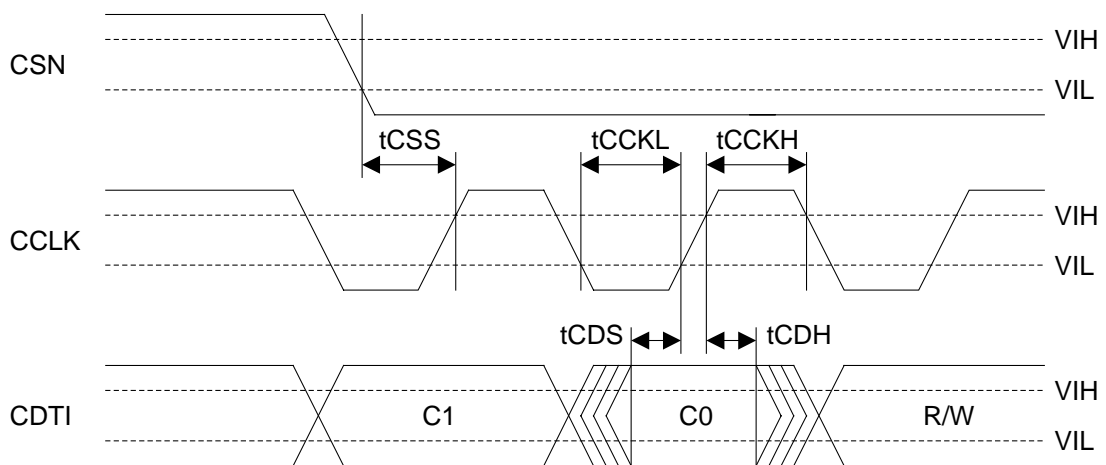 VIH
CSN
VIL
tCSS tCCKL tCCKH
VIH
CCLK
VIL
tCDS tCDH
VIH
CDTI C1 C0 R/W
VIL